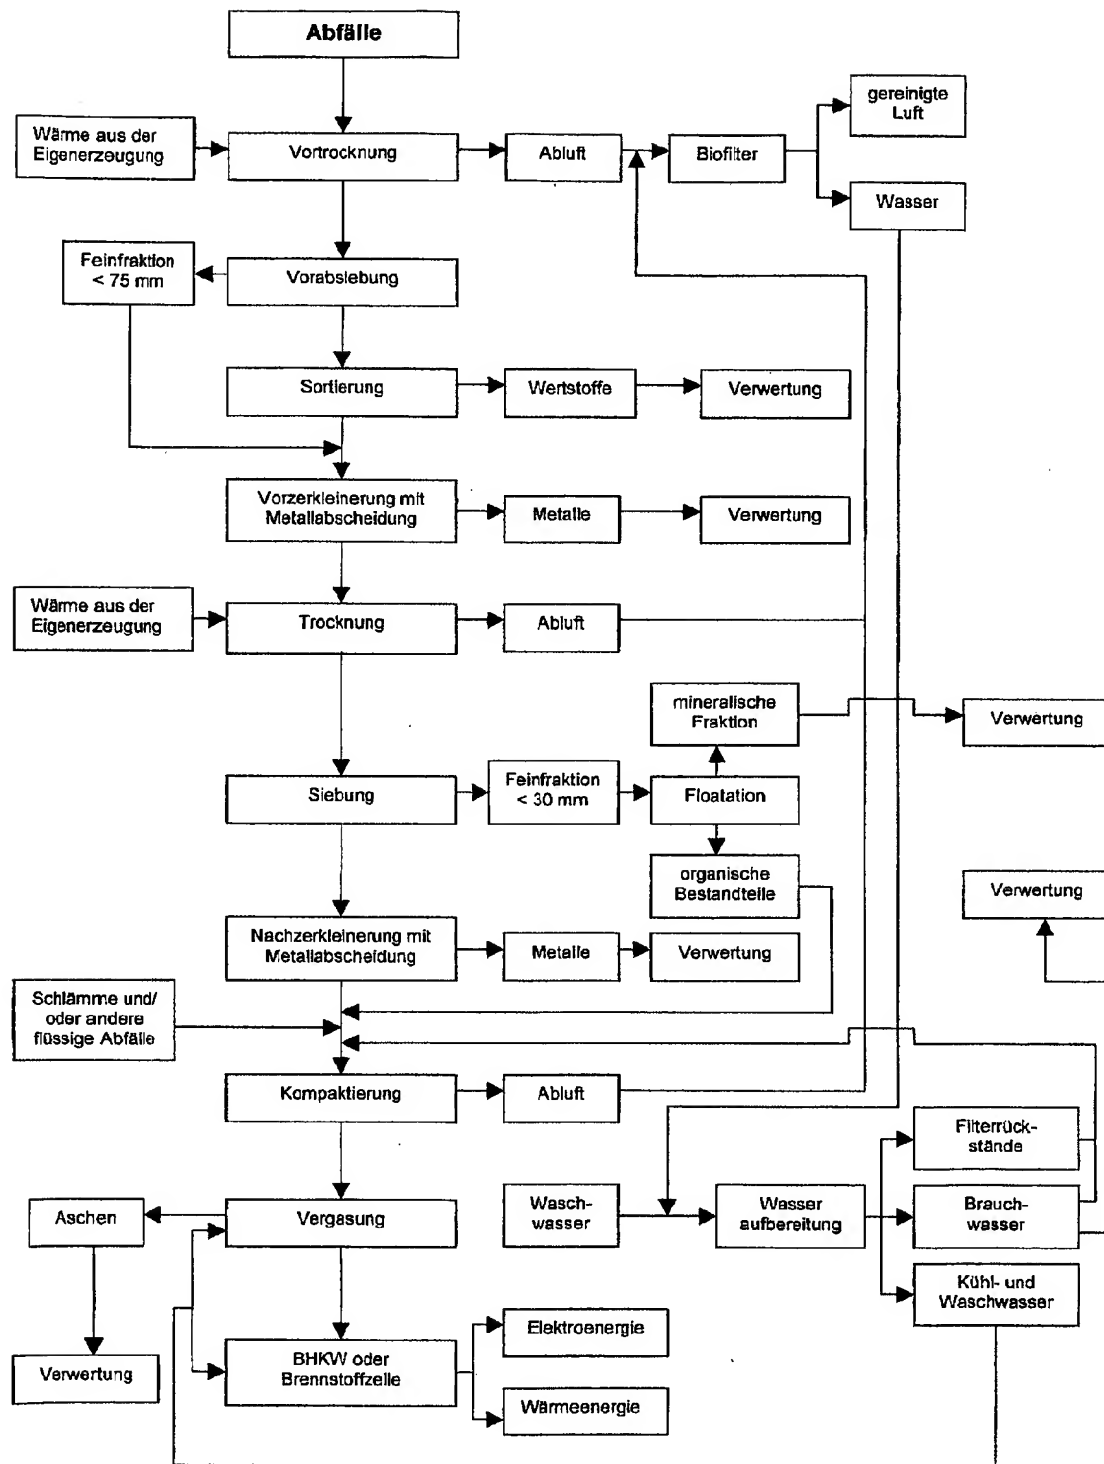 Abfälle
gereinigte
Luft
Wärme aus der
Eigenerzeugung
Vortrocknung
Abluft
Biofilter
Wasser
Feinfraktion
< 75 mm
Vorabsiebung
Sortierung
Wertstoffe
Verwertung
Vorzerkleinerung mit
Metallabscheidung
Metalle
Verwertung
Wärme aus der
Eigenerzeugung
Trocknung
Abluft
mineralische
Fraktion
Verwertung
Siebung
Feinfraktion
< 30 mm
Floatation
organische
Bestandteile
Verwertung
Nachzerkleinerung mit
Metallabscheidung
Metalle
Verwertung
Schlämme und/
oder andere
flüssige Abfälle
Kompaktierung
Abluft
Filterrück-
stände
Aschen
Vergasung
Wasch-
wasser
Wasser
aufbereitung
Brauch-
wasser
Kühl- und
Waschwasser
Elektroenergie
Verwertung
BHKW oder
Brennstoffzelle
Wärmeenergie